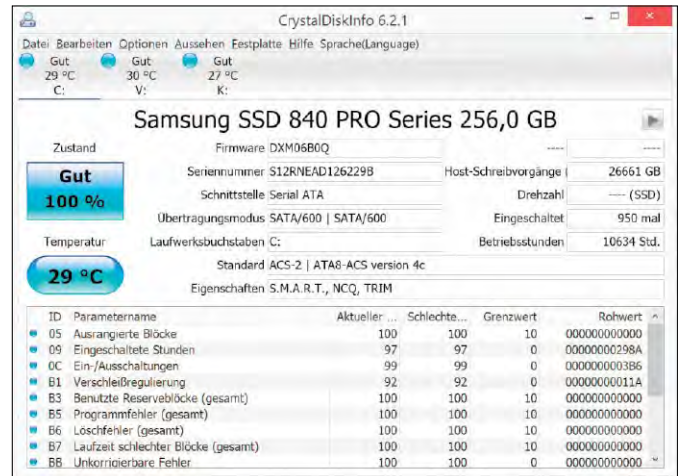 CrystalDiskInfo 6.2.1
Datei Bearbeiten Optionen Aussehen Festplatte Hilfe Sprache(Language)
Gut Gut Gut
29 °C 30 °C 27 °C
C: V: K:
Samsung SSD 840 PRO Series 256,0 GB
Zustand Firmware DXM06B0Q ---- ----
Gut Seriennummer S12RNEAD126229B Host-Schreibvorgänge ( 26661 GB
100 % Schnittstelle Serial ATA Drehzahl ---- (SSD)
Übertragungsmodus SATA/600 | SATA/600 Eingeschaltet 950 mal
Temperatur Laufwerksbuchstaben C: Betriebsstunden 10634 Std.
29 °C Standard ACS-2 | ATA8-ACS version 4c
Eigenschaften S.M.A.R.T., NCQ, TRIM
ID Parametername Aktueller ... Schlechte... Grenzwert Rohwert
05 Ausrangierte Blöcke 100 100 10 000000000000
09 Eingeschaltete Stunden 97 97 0 00000000298A
0C Ein-/Ausschaltungen 99 99 0 0000000003B6
B1 Verschleißregulierung 92 92 0 00000000011A
B3 Benutzte Reserveblöcke (gesamt) 100 100 10 000000000000
B5 Programmfehler (gesamt) 100 100 10 000000000000
B6 Löschfehler (gesamt) 100 100 10 000000000000
B7 Laufzeit schlechter Blöcke (gesamt) 100 100 10 000000000000
BB Unkorrigierbare Fehler 100 100 0 000000000000